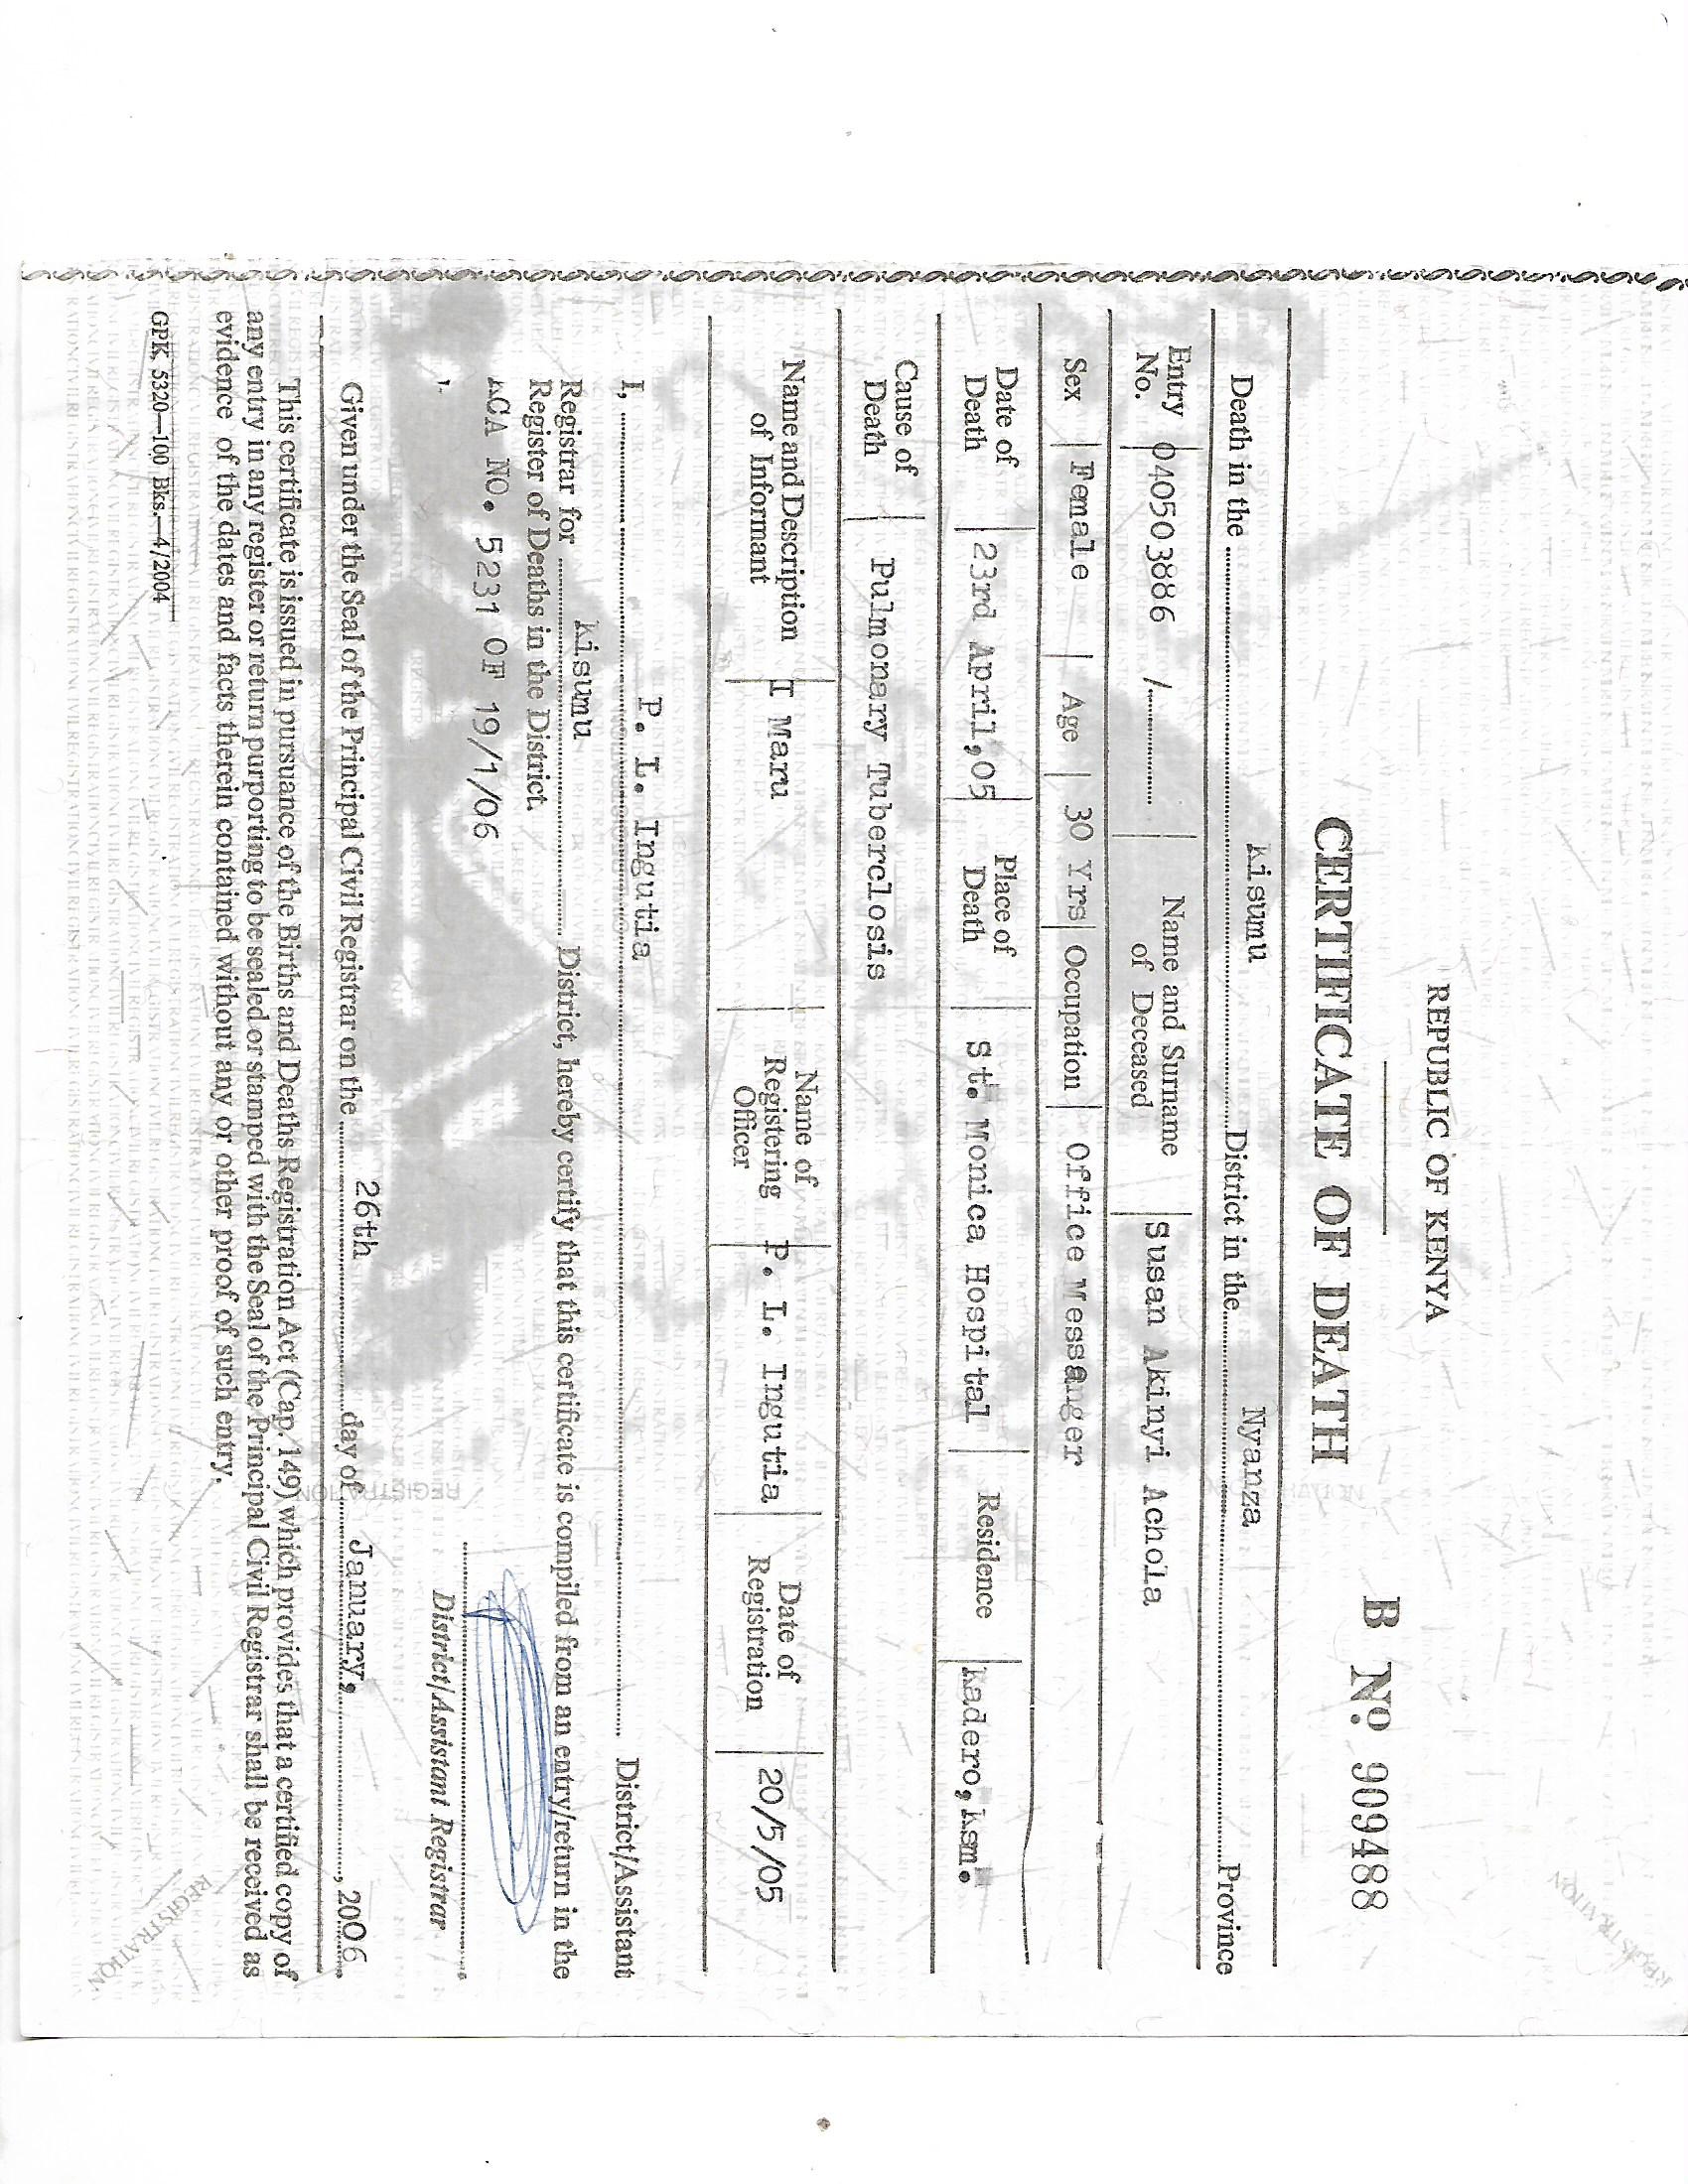 REPUBLIC OF KENYA
CERTIFICATE OF DEATH
B No. 909488
Death in the kisumu District in the Nyanza Province
Entry No. 040503886 / Name and Surname of Deceased Susan Akinyi Achola
Sex Female Age 30 Yrs Occupation Office Messanger
Date of Death 23rd April,05 Place of Death St. Monica Hospital Residence Kadero, Ksm.
Cause of Death Pulmonary Tuberclosis
Name and Description of Informant T Maru Name of Registering Officer P. L. Ingutia Date of Registration 20/5/05
I, P. L. Ingutia District/Assistant
Registrar for kisumu District, hereby certify that this certificate is compiled from an entry/return in the
Register of Deaths in the District.
ACA NO. 5231 OF 19/1/06
District/Assistant Registrar
Given under the Seal of the Principal Civil Registrar on the 26th day of January, 2006.
This certificate is issued in pursuance of the Births and Deaths Registration Act (Cap. 149) which provides that a certified copy of
any entry in any register or return purporting to be sealed or stamped with the Seal of the Principal Civil Registrar shall be received as
evidence of the dates and facts therein contained without any or other proof of such entry.
GPK. 5320—100 Bks.—4/2004
REGISTRATION
REGISTRATION
REGISTRATION